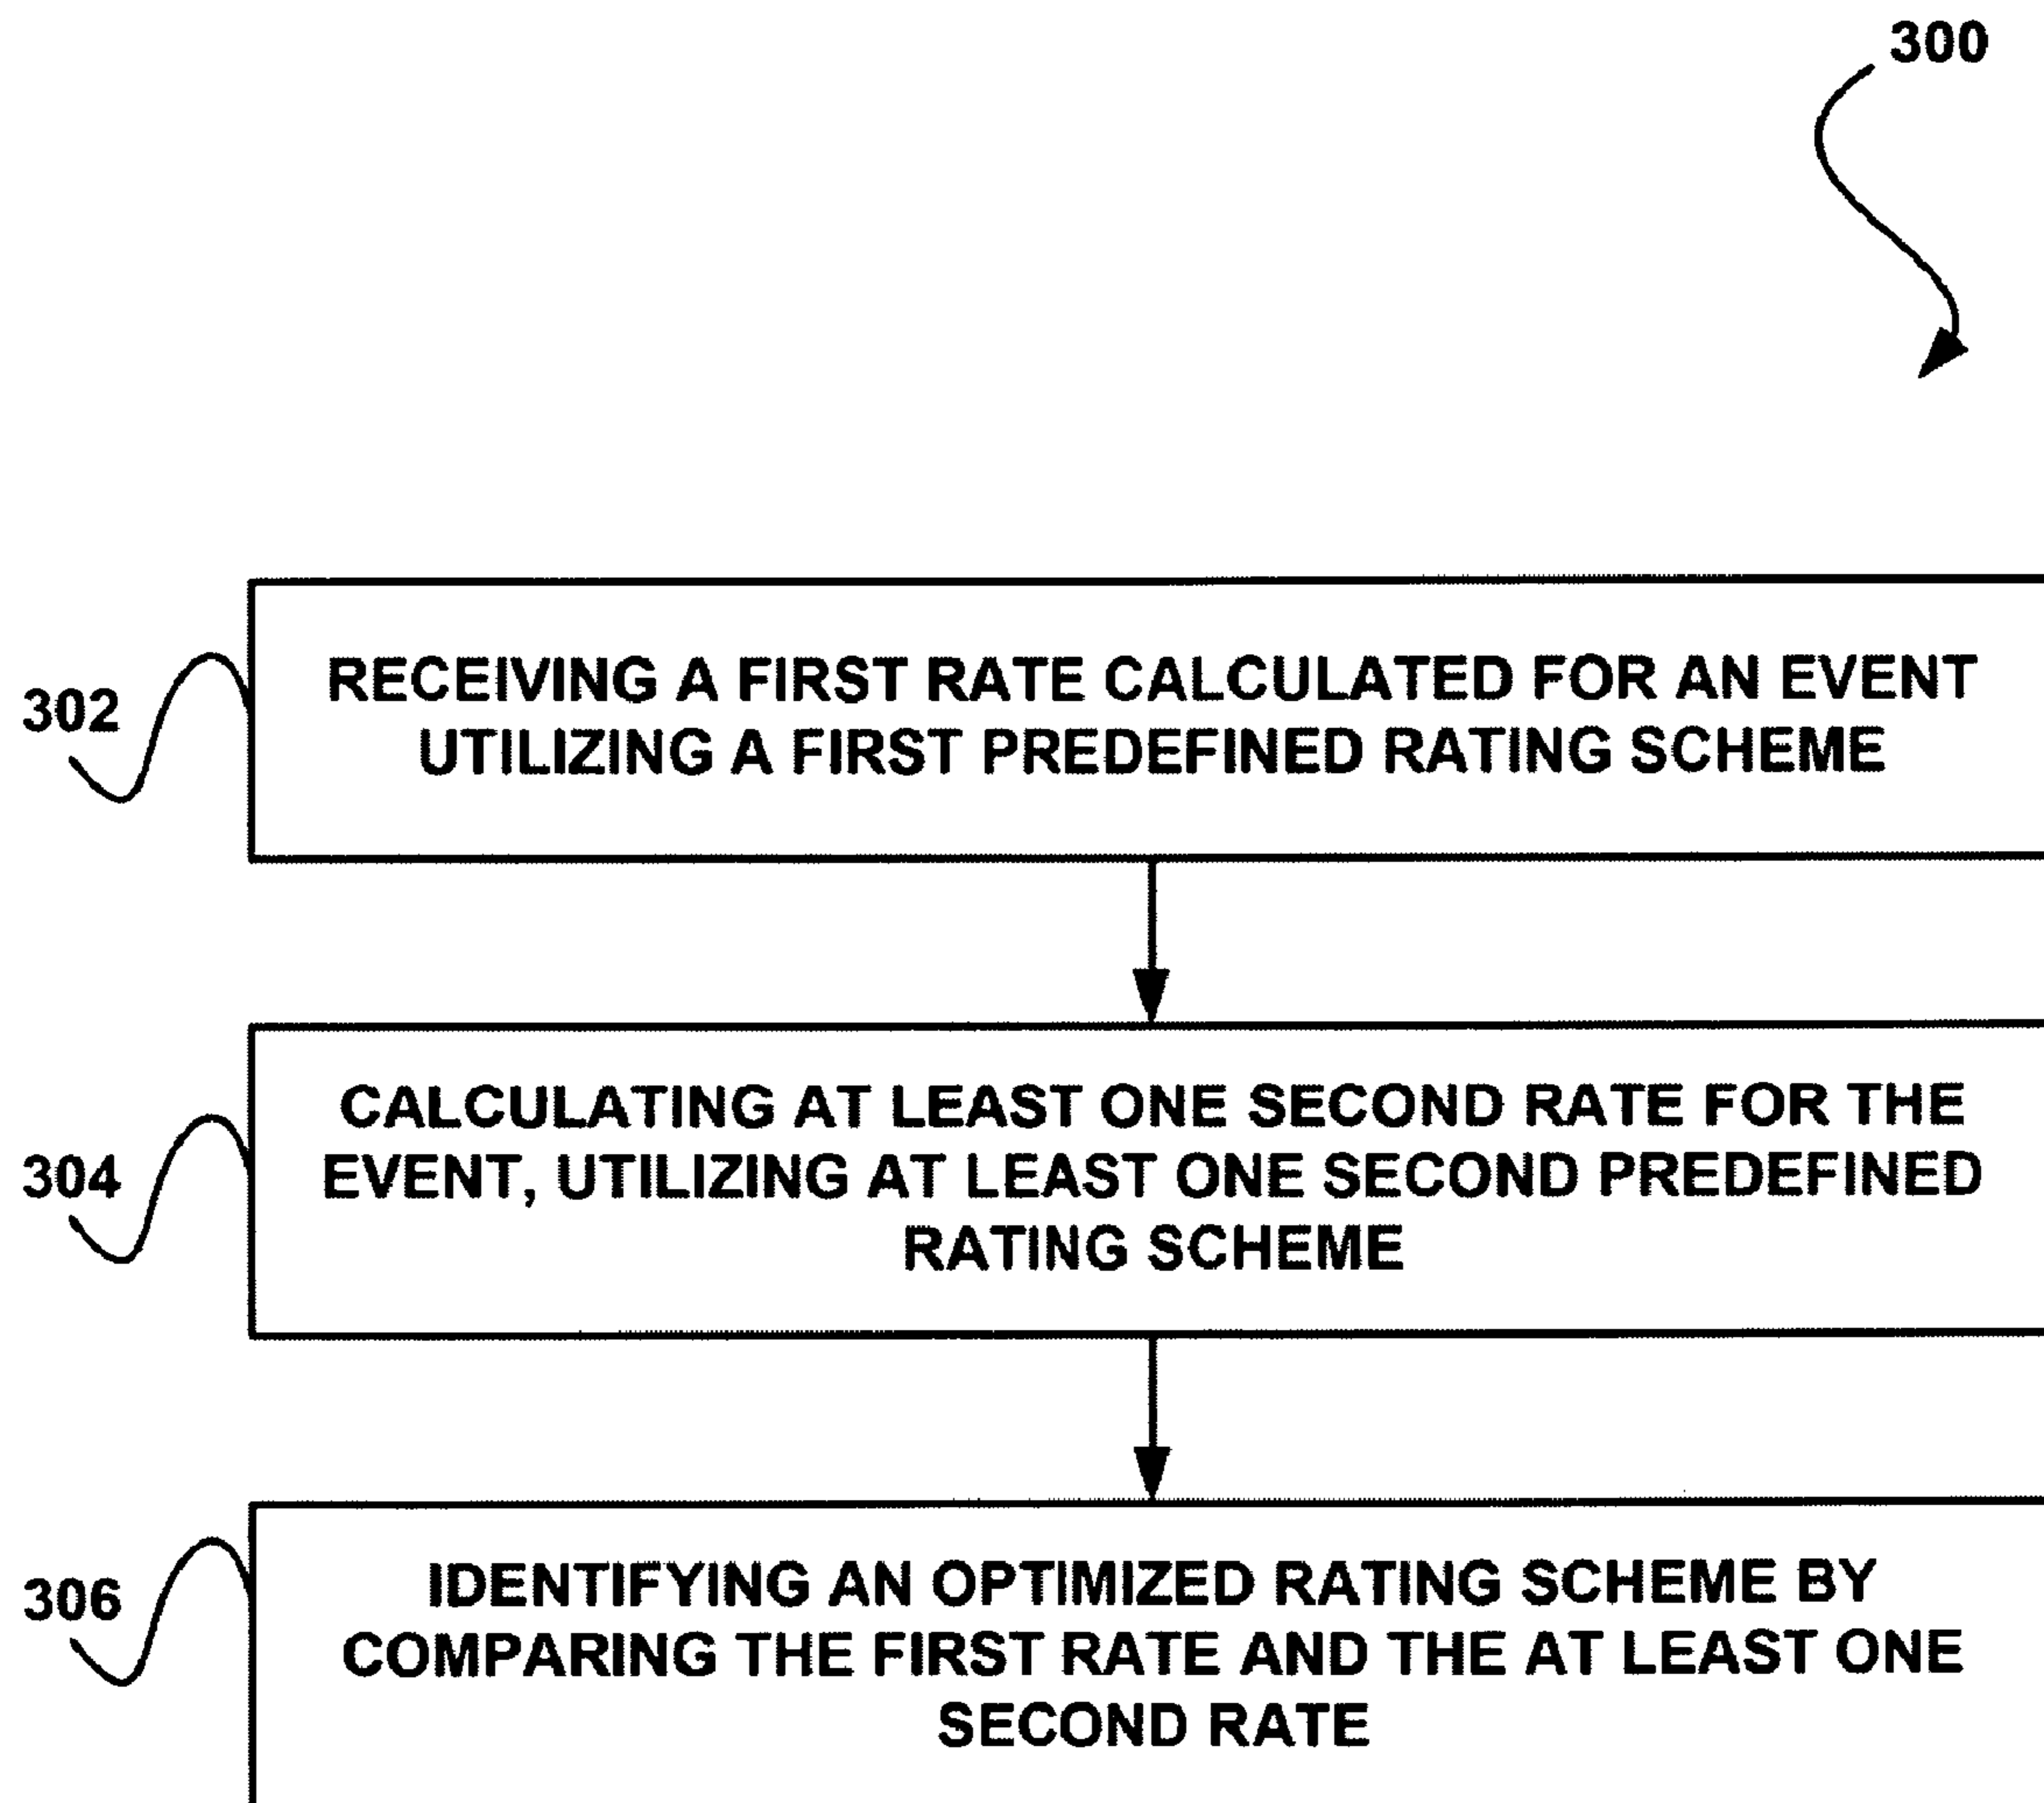 300
302
RECEIVING A FIRST RATE CALCULATED FOR AN EVENT
UTILIZING A FIRST PREDEFINED RATING SCHEME
304
CALCULATING AT LEAST ONE SECOND RATE FOR THE
EVENT, UTILIZING AT LEAST ONE SECOND PREDEFINED
RATING SCHEME
306
IDENTIFYING AN OPTIMIZED RATING SCHEME BY
COMPARING THE FIRST RATE AND THE AT LEAST ONE
SECOND RATE